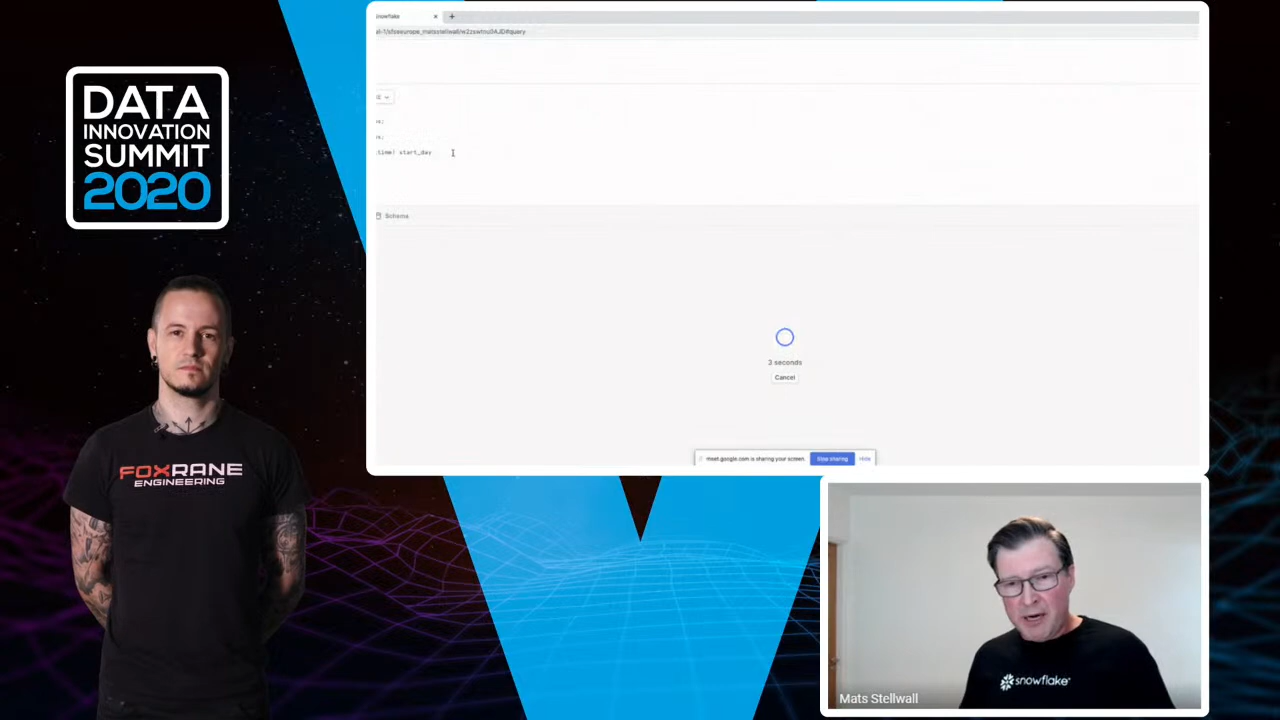 DATA
INNOVATION
SUMMIT
2020
snowflake
time) start_day
Schema
3 seconds
Cancel
meet.google.com is sharing your screen.
Stop sharing
Hide
FOXRANE
ENGINEERING
snowflake
Mats Stellwall